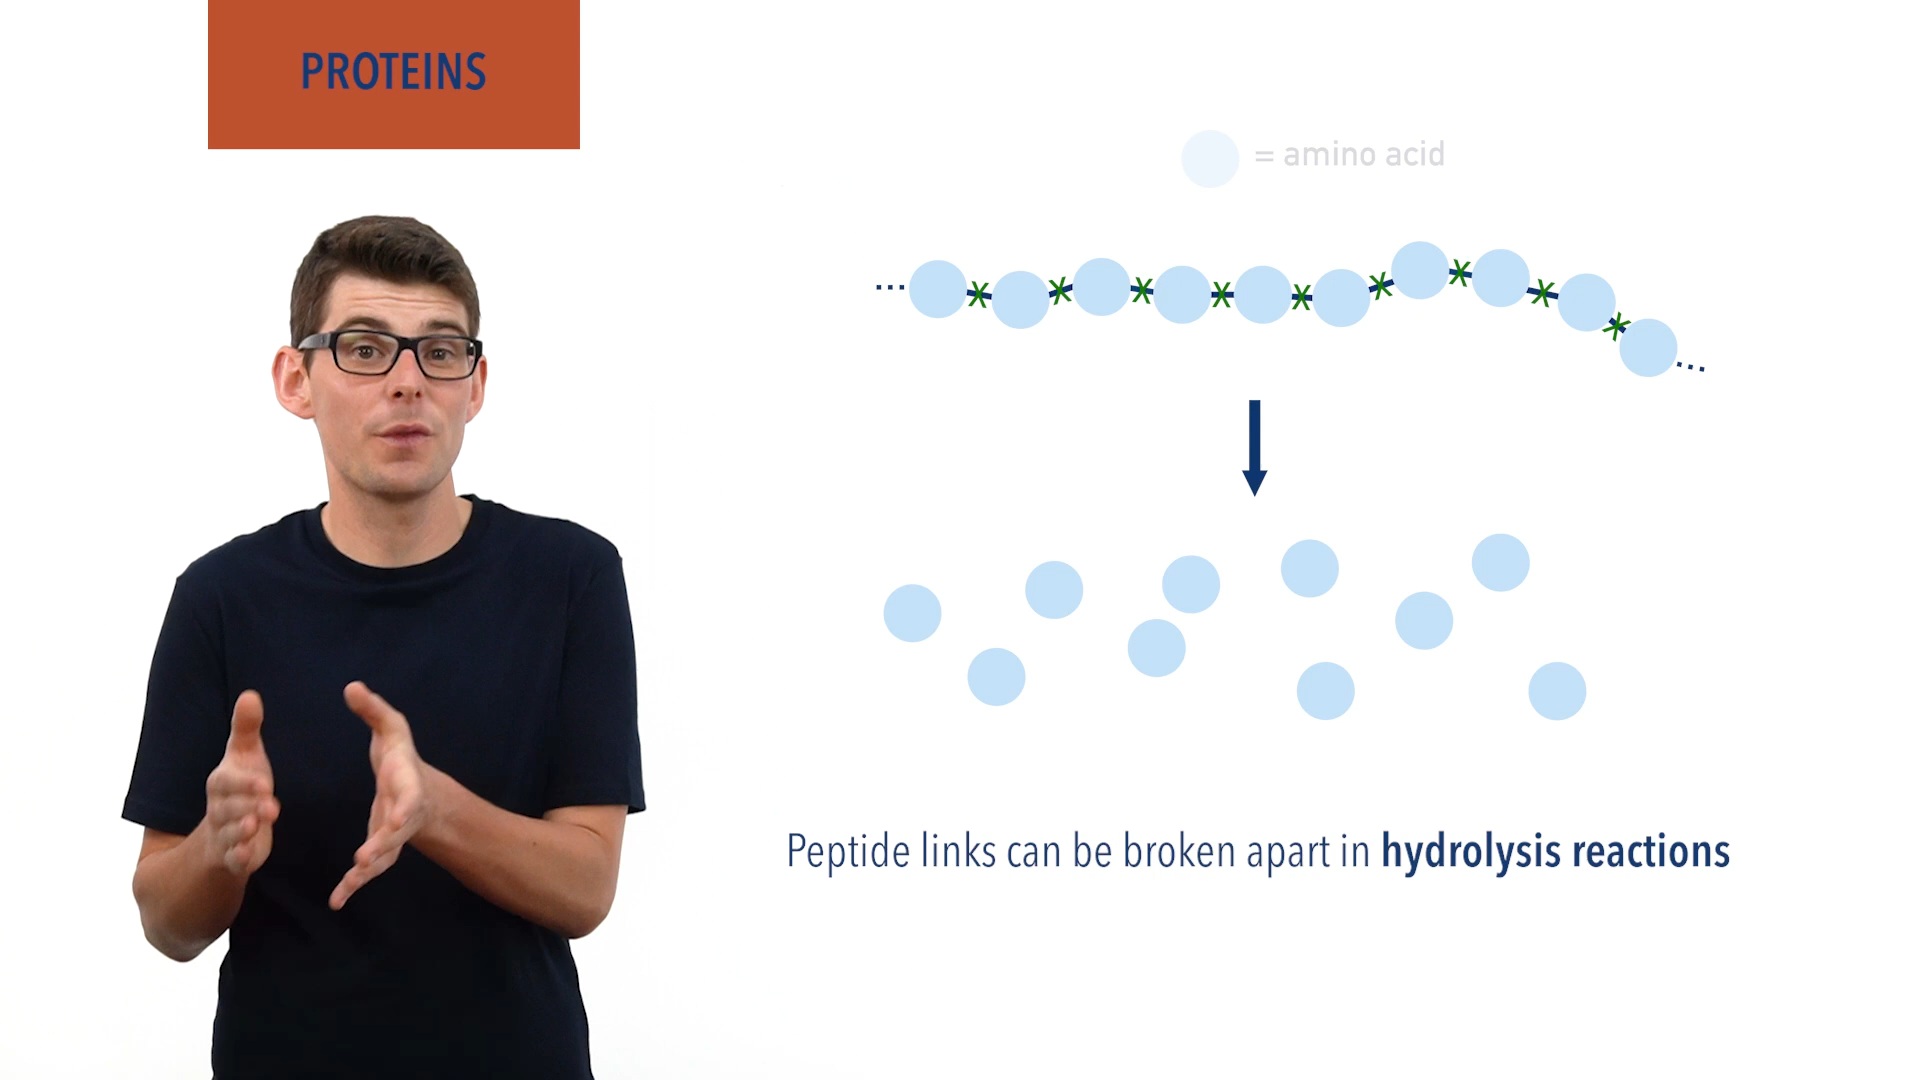 PROTEINS
= amino acid
Peptide links can be broken apart in hydrolysis reactions